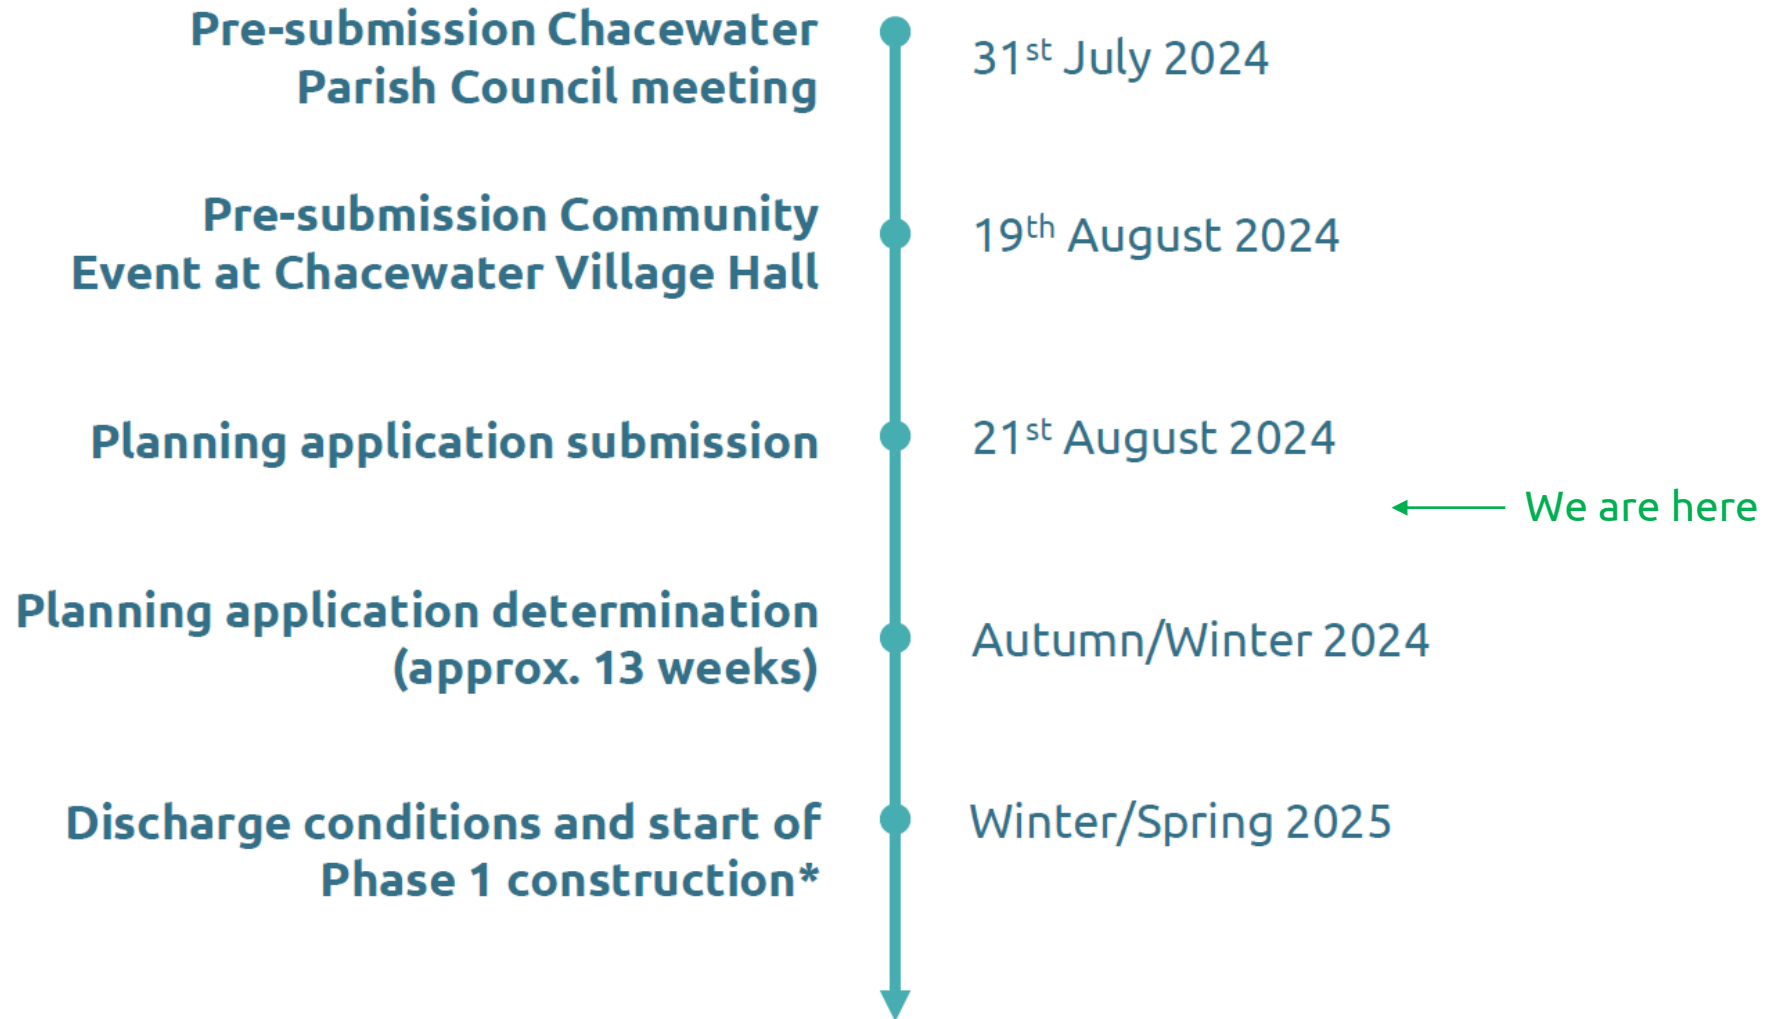 Pre-submission Chacewater
Parish Council meeting
31st July 2024
Pre-submission Community
Event at Chacewater Village Hall
19th August 2024
Planning application submission
21st August 2024
We are here
Planning application determination
(approx. 13 weeks)
Autumn/Winter 2024
Discharge conditions and start of
Phase 1 construction*
Winter/Spring 2025